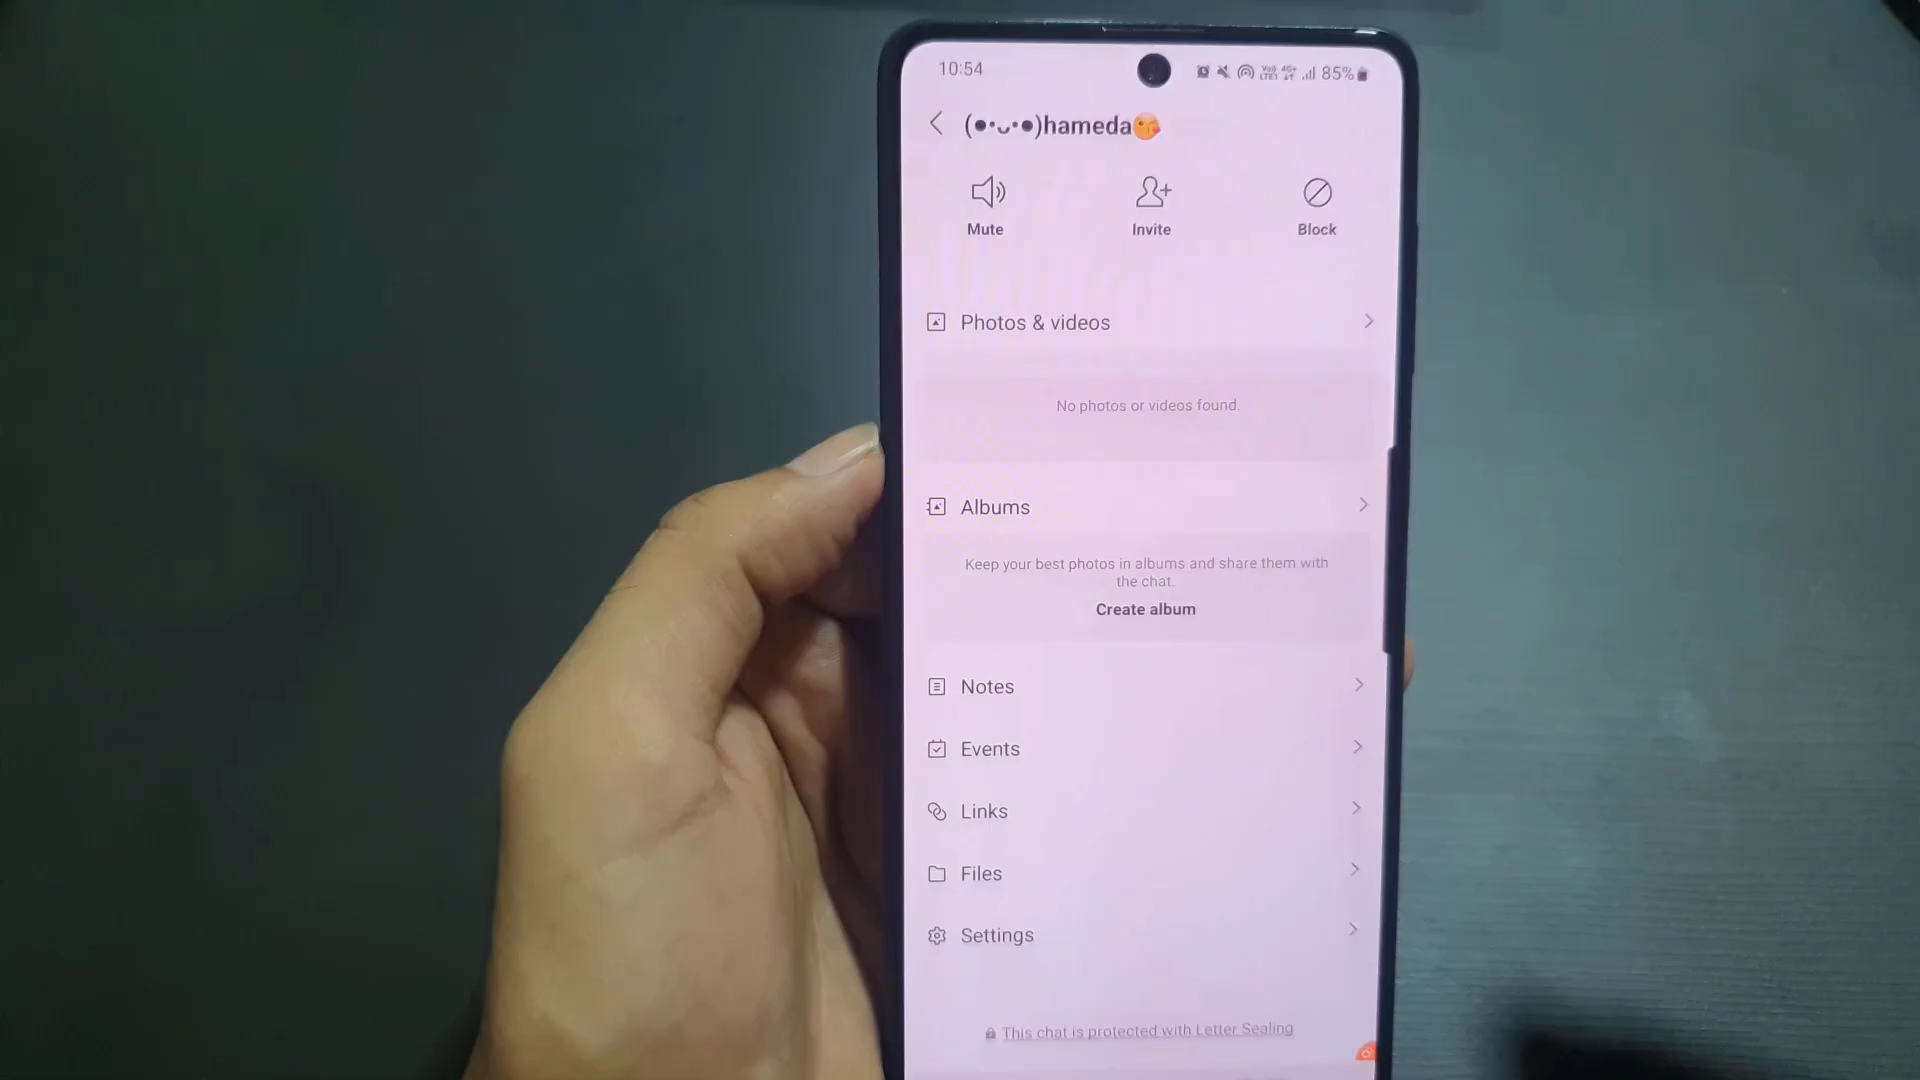 10:54 85%
(●'ᴗ'●)hameda😘
Mute Invite Block
Photos & videos
No photos or videos found.
Albums
Keep your best photos in albums and share them with
the chat.
Create album
Notes
Events
Links
Files
Settings
This chat is protected with Letter Sealing